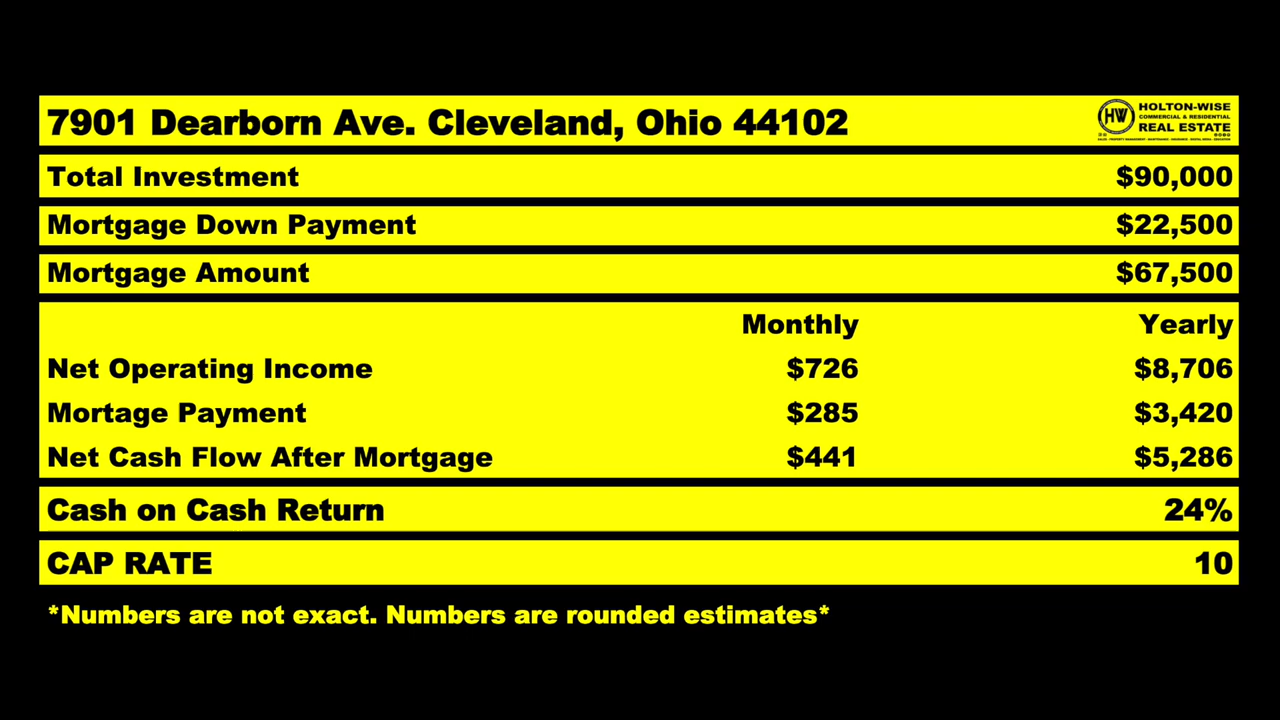 7901 Dearborn Ave. Cleveland, Ohio 44102
HW
HOLTON-WISE
COMMERCIAL & RESIDENTIAL
REAL ESTATE
Total Investment $90,000
Mortgage Down Payment $22,500
Mortgage Amount $67,500
Monthly Yearly
Net Operating Income $726 $8,706
Mortage Payment $285 $3,420
Net Cash Flow After Mortgage $441 $5,286
Cash on Cash Return 24%
CAP RATE 10
*Numbers are not exact. Numbers are rounded estimates*